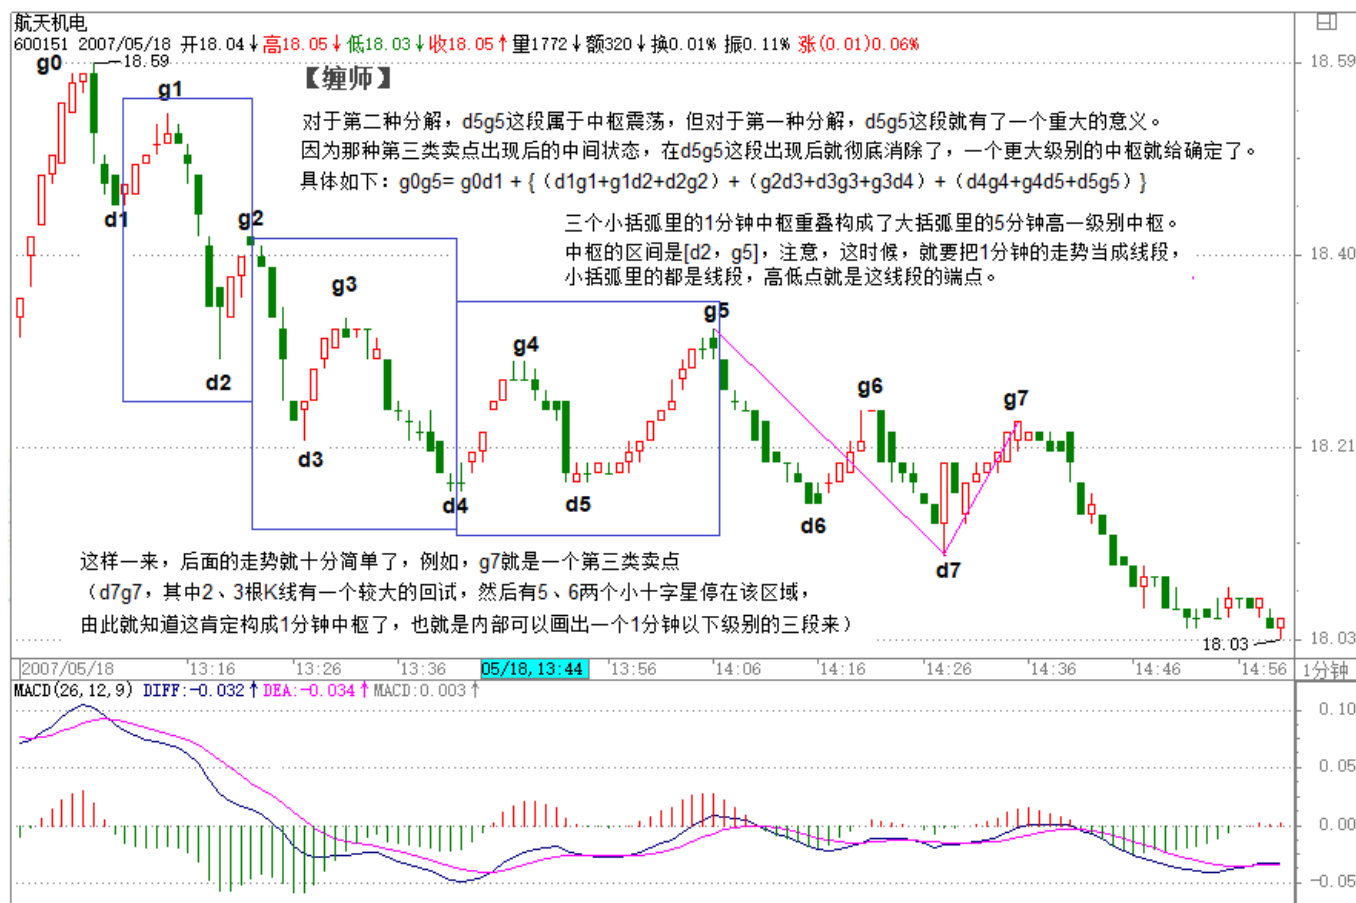 航天机电
600151 2007/05/18 开18.04↓高18.05↓低18.03↓收18.05↑量1772↓额320↓换0.01% 振0.11% 涨(0.01)0.06%
g0
18.59
18.59
【缠师】
g1
对于第二种分解，d5g5这段属于中枢震荡，但对于第一种分解，d5g5这段就有了一个重大的意义。
因为那种第三类卖点出现后的中间状态，在d5g5这段出现后就彻底消除了，一个更大级别的中枢就给确定了。
具体如下：g0g5= g0d1 + {（d1g1+g1d2+d2g2）+（g2d3+d3g3+g3d4）+（d4g4+g4d5+d5g5）}
d1
g2
三个小括弧里的1分钟中枢重叠构成了大括弧里的5分钟高一级别中枢。
中枢的区间是[d2，g5]，注意，这时候，就要把1分钟的走势当成线段，
18.40
小括弧里的都是线段，高低点就是这线段的端点。
g3
g5
g4
d2
g6
g7
18.21
d3
d4
d5
d6
d7
这样一来，后面的走势就十分简单了，例如，g7就是一个第三类卖点
（d7g7，其中2、3根K线有一个较大的回试，然后有5、6两个小十字星停在该区域，
由此就知道这肯定构成1分钟中枢了，也就是内部可以画出一个1分钟以下级别的三段来）
18.03
18.03
2007/05/18 13:16 13:26 13:36 05/18,13:44 13:56 14:06 14:16 14:26 14:36 14:46 14:56 1分钟
MACD(26,12,9) DIFF:-0.032↑DEA:-0.034↑MACD:0.003↑
0.10
0.05
0.00
-0.05